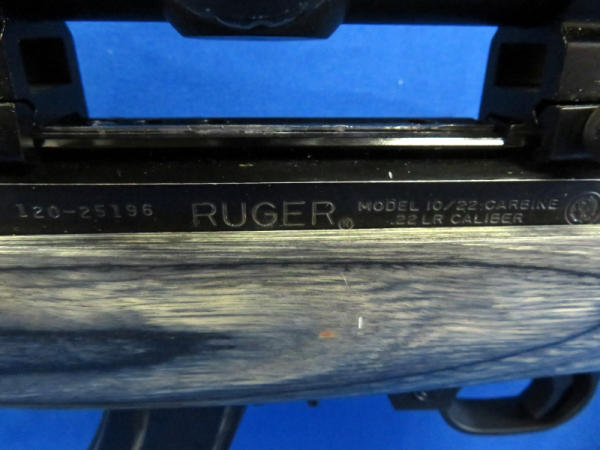 120-25196
RUGER®
MODEL 10/22 CARBINE
.22 LR CALIBER